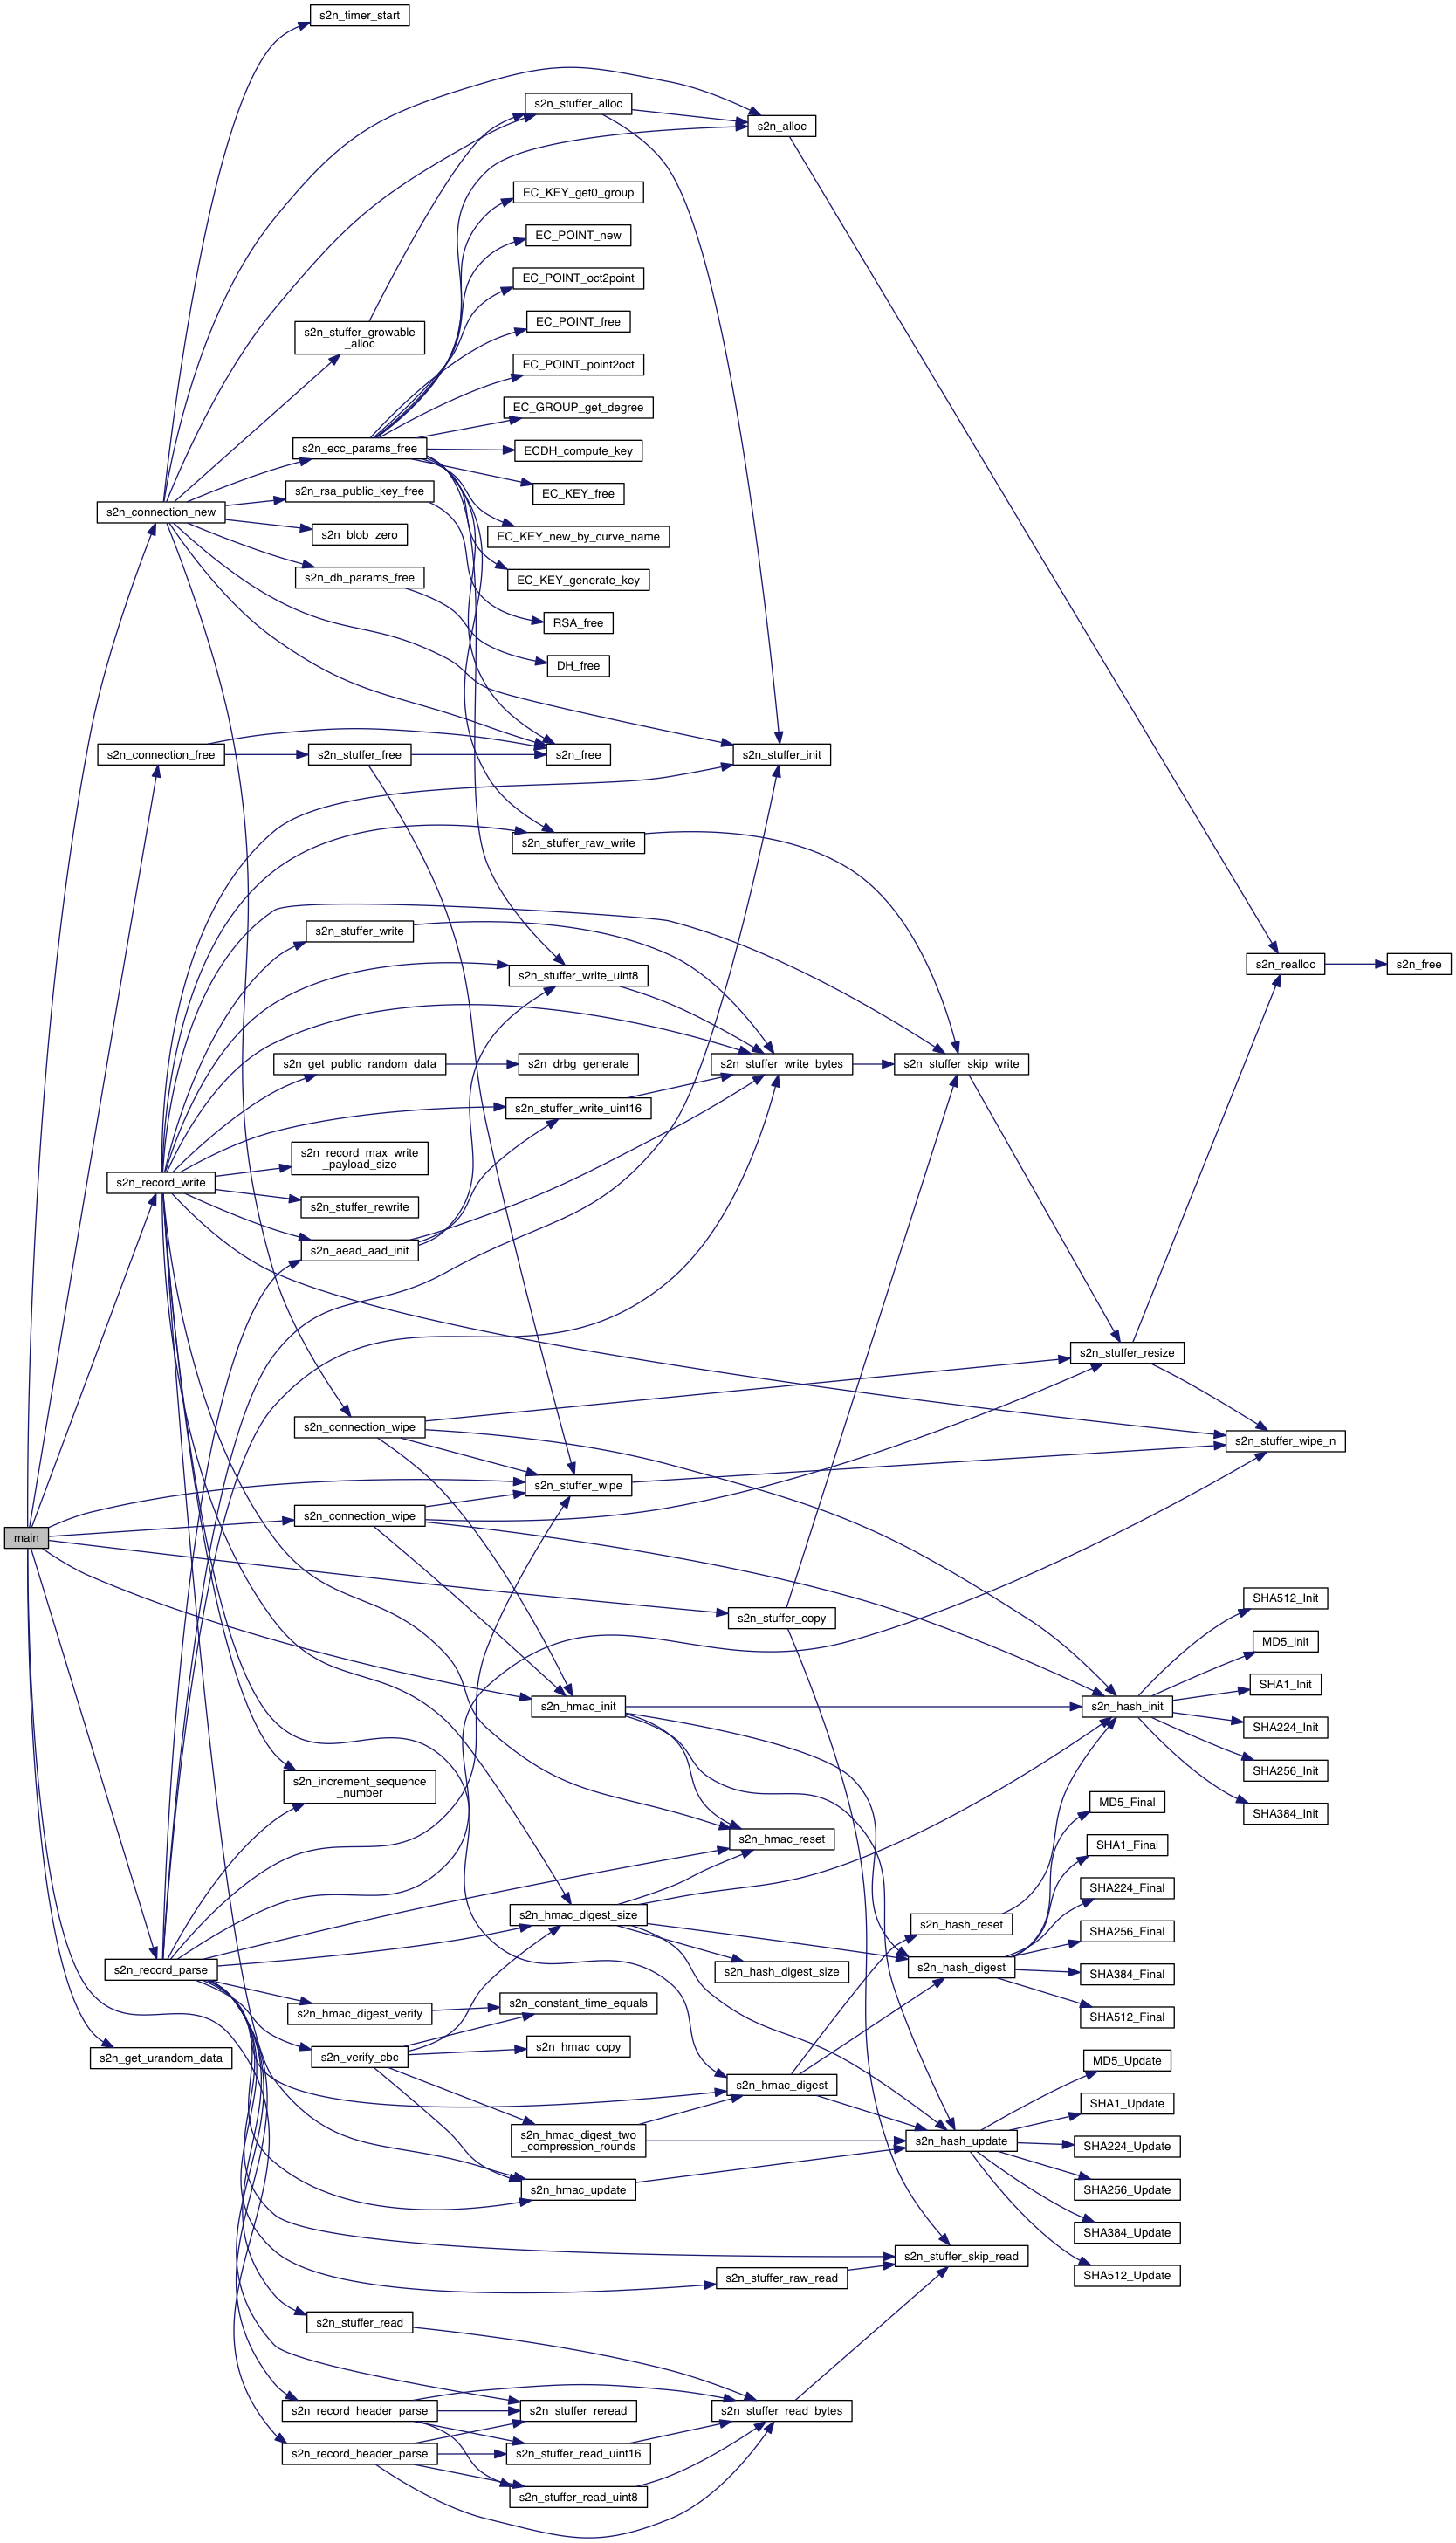 s2n_timer_start
s2n_stuffer_alloc
s2n_alloc
EC_KEY_get0_group
EC_POINT_new
EC_POINT_oct2point
EC_POINT_free
s2n_stuffer_growable
_alloc
EC_POINT_point2oct
EC_GROUP_get_degree
s2n_ecc_params_free
ECDH_compute_key
s2n_rsa_public_key_free
EC_KEY_free
s2n_connection_new
s2n_blob_zero
EC_KEY_new_by_curve_name
s2n_dh_params_free
EC_KEY_generate_key
RSA_free
DH_free
s2n_connection_free
s2n_stuffer_free
s2n_free
s2n_stuffer_init
s2n_stuffer_raw_write
s2n_stuffer_write
s2n_stuffer_write_uint8
s2n_realloc
s2n_free
s2n_get_public_random_data
s2n_drbg_generate
s2n_stuffer_write_bytes
s2n_stuffer_skip_write
s2n_stuffer_write_uint16
s2n_record_max_write
_payload_size
s2n_record_write
s2n_stuffer_rewrite
s2n_aead_aad_init
s2n_stuffer_resize
s2n_connection_wipe
s2n_stuffer_wipe_n
s2n_stuffer_wipe
s2n_connection_wipe
main
s2n_stuffer_copy
SHA512_Init
MD5_Init
SHA1_Init
s2n_hmac_init
s2n_hash_init
SHA224_Init
SHA256_Init
s2n_increment_sequence
_number
MD5_Final
SHA384_Init
s2n_hmac_reset
SHA1_Final
SHA224_Final
s2n_hmac_digest_size
s2n_hash_reset
SHA256_Final
s2n_record_parse
s2n_hash_digest_size
s2n_hash_digest
SHA384_Final
s2n_hmac_digest_verify
s2n_constant_time_equals
SHA512_Final
s2n_get_urandom_data
s2n_verify_cbc
s2n_hmac_copy
MD5_Update
s2n_hmac_digest
SHA1_Update
s2n_hmac_digest_two
_compression_rounds
s2n_hash_update
SHA224_Update
s2n_hmac_update
SHA256_Update
SHA384_Update
s2n_stuffer_skip_read
s2n_stuffer_raw_read
SHA512_Update
s2n_stuffer_read
s2n_record_header_parse
s2n_stuffer_reread
s2n_stuffer_read_bytes
s2n_record_header_parse
s2n_stuffer_read_uint16
s2n_stuffer_read_uint8